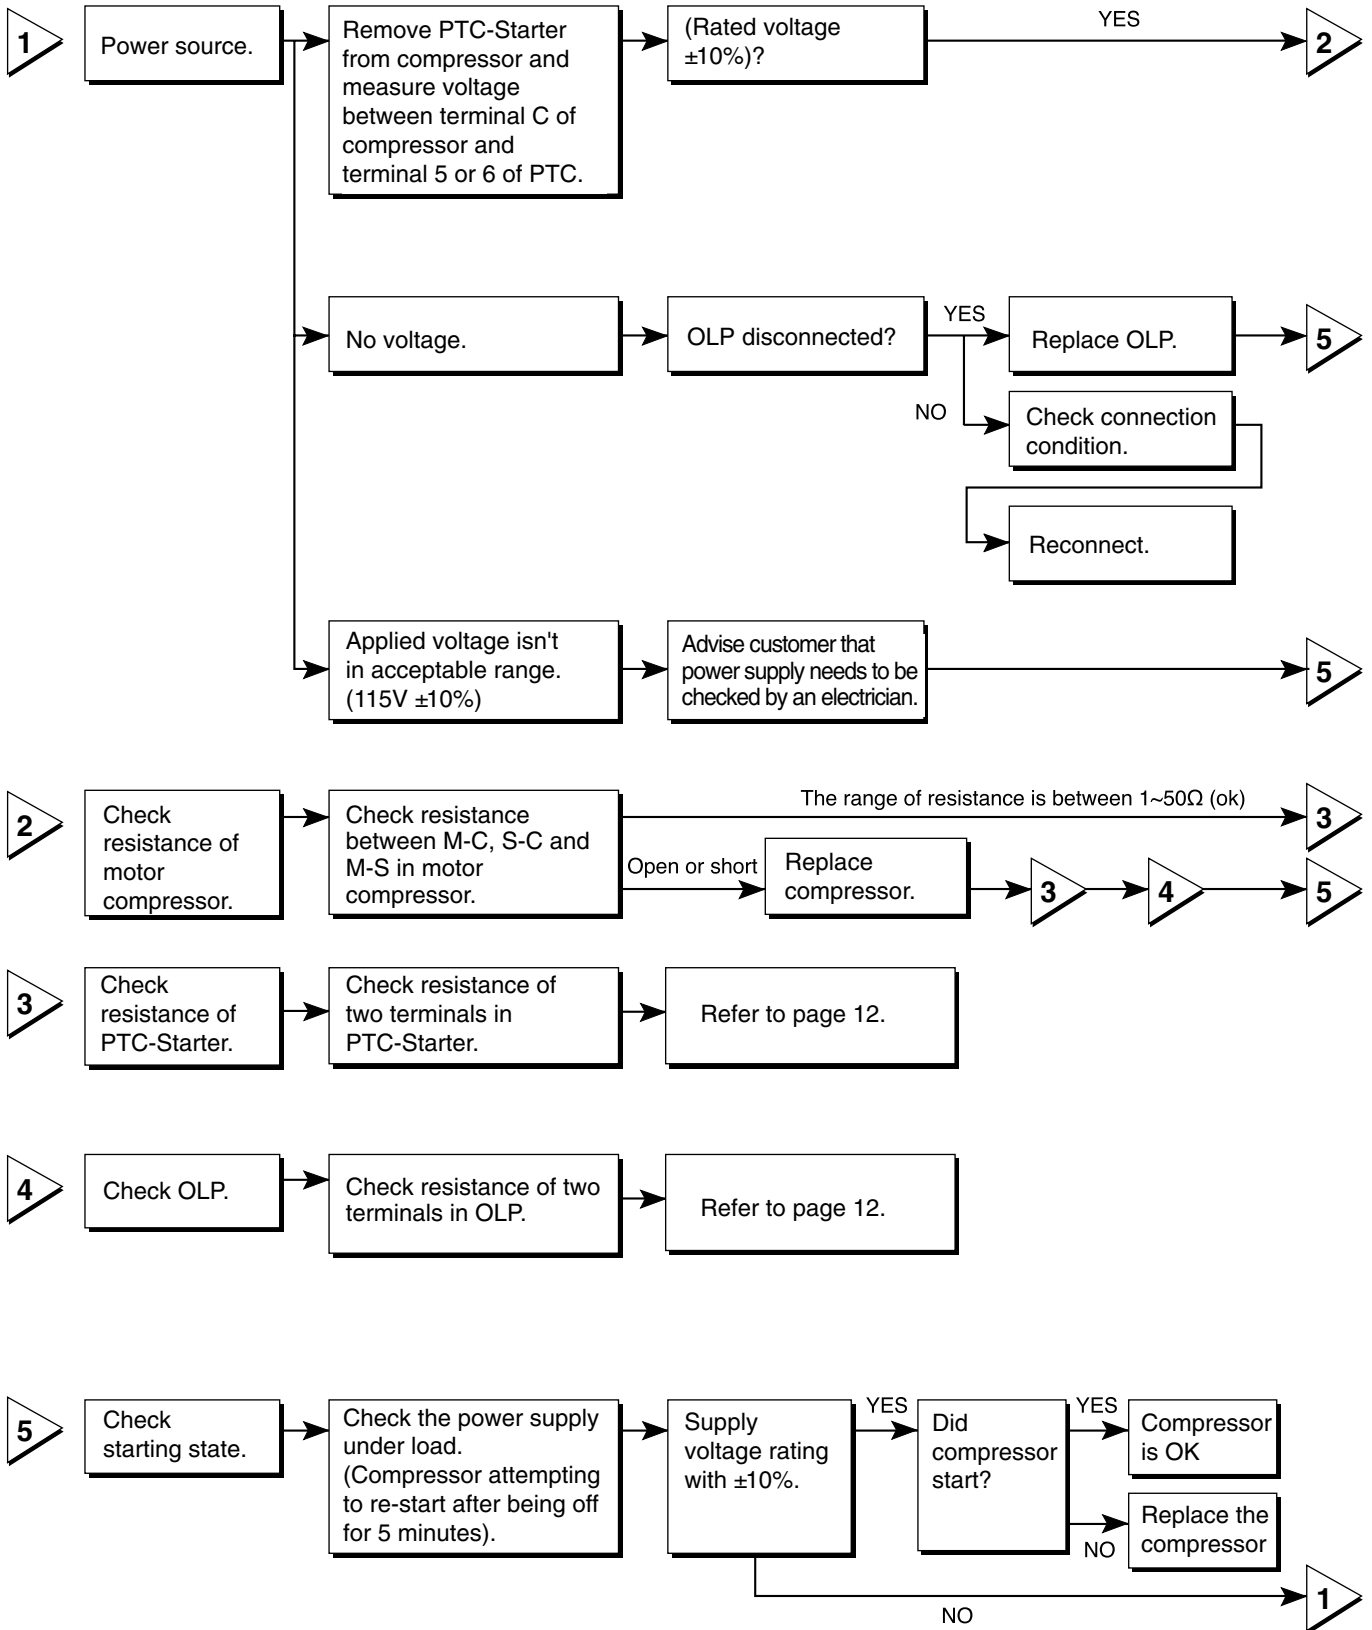 1
Power source.
Remove PTC-Starter
from compressor and
measure voltage
between terminal C of
compressor and
terminal 5 or 6 of PTC.
(Rated voltage
±10%)?
YES
2
No voltage.
OLP disconnected?
YES
Replace OLP.
5
NO
Check connection
condition.
Reconnect.
Applied voltage isn't
in acceptable range.
(115V ±10%)
Advise customer that
power supply needs to be
checked by an electrician.
5
2
Check
resistance of
motor
compressor.
Check resistance
between M-C, S-C and
M-S in motor
compressor.
The range of resistance is between 1~50Ω (ok)
3
Open or short
Replace
compressor.
3
4
5
3
Check
resistance of
PTC-Starter.
Check resistance of
two terminals in
PTC-Starter.
Refer to page 12.
4
Check OLP.
Check resistance of two
terminals in OLP.
Refer to page 12.
5
Check
starting state.
Check the power supply
under load.
(Compressor attempting
to re-start after being off
for 5 minutes).
Supply
voltage rating
with ±10%.
YES
Did
compressor
start?
YES
Compressor
is OK
NO
Replace the
compressor
NO
1